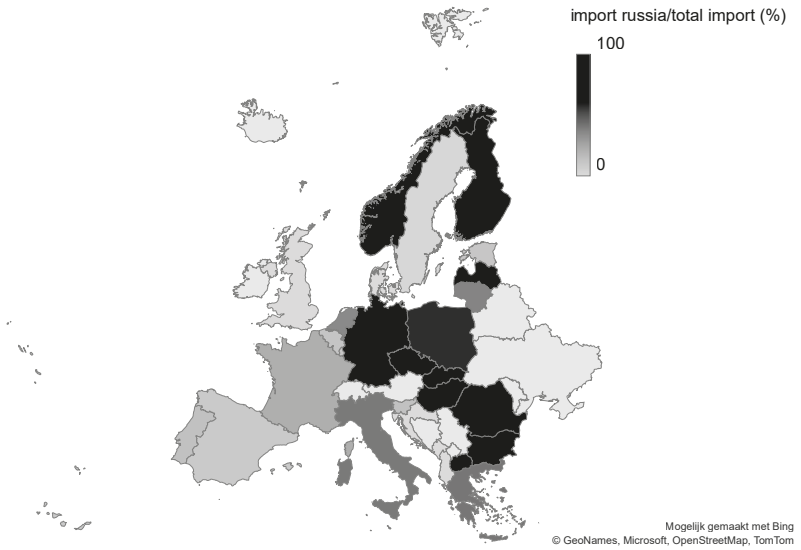 import russia/total import (%)
100
0
Mogelijk gemaakt met Bing
© GeoNames, Microsoft, OpenStreetMap, TomTom